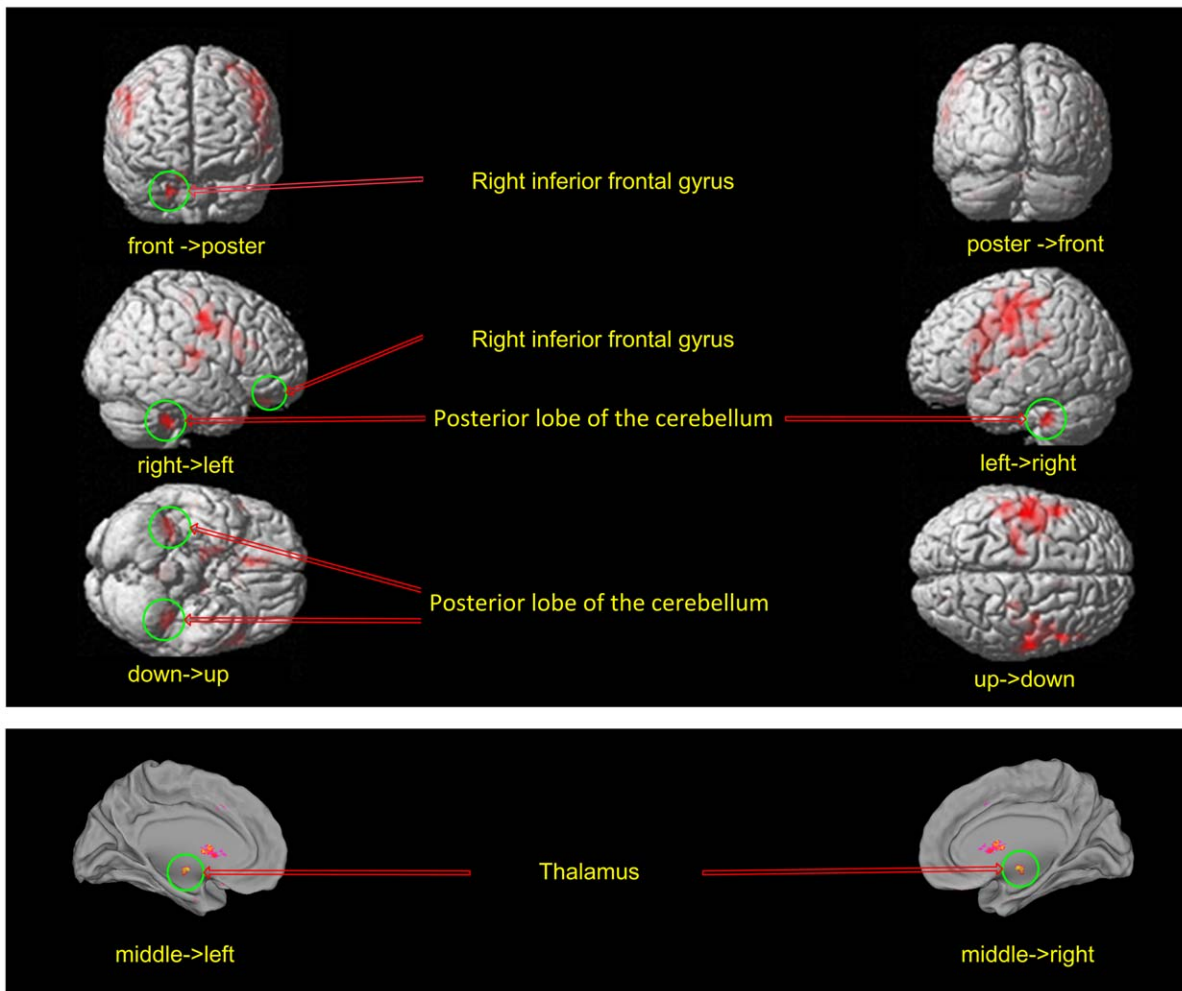 Right inferior frontal gyrus
front ->poster
poster ->front
Right inferior frontal gyrus
Posterior lobe of the cerebellum
right->left
left->right
Posterior lobe of the cerebellum
down->up
up->down
Thalamus
middle->left
middle->right